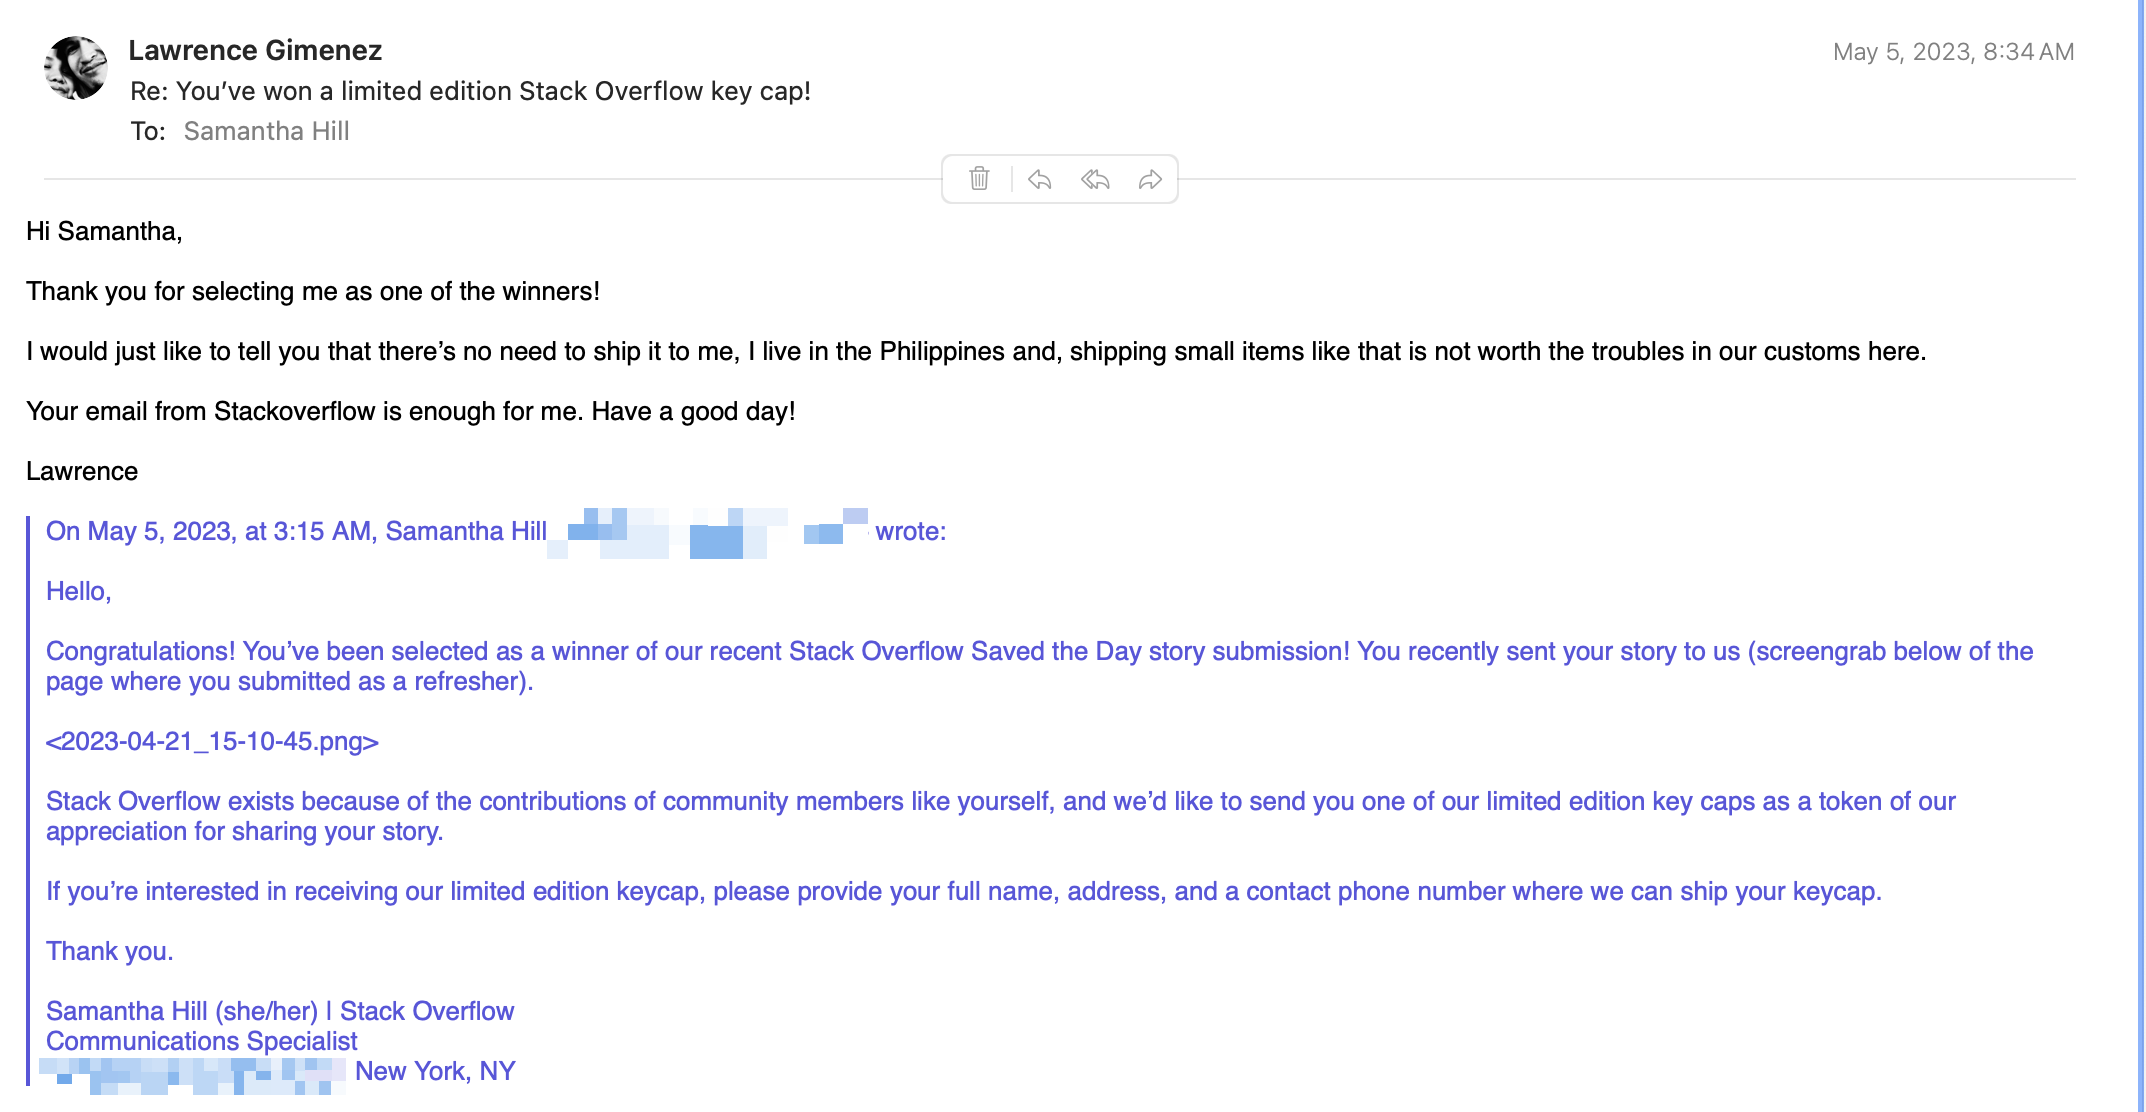 Lawrence Gimenez
May 5, 2023, 8:34 AM
Re: You’ve won a limited edition Stack Overflow key cap!
To: Samantha Hill
Hi Samantha,
Thank you for selecting me as one of the winners!
I would just like to tell you that there’s no need to ship it to me, I live in the Philippines and, shipping small items like that is not worth the troubles in our customs here.
Your email from Stackoverflow is enough for me. Have a good day!
Lawrence
On May 5, 2023, at 3:15 AM, Samantha Hill wrote:
Hello,
Congratulations! You’ve been selected as a winner of our recent Stack Overflow Saved the Day story submission! You recently sent your story to us (screengrab below of the
page where you submitted as a refresher).
<2023-04-21_15-10-45.png>
Stack Overflow exists because of the contributions of community members like yourself, and we’d like to send you one of our limited edition key caps as a token of our
appreciation for sharing your story.
If you’re interested in receiving our limited edition keycap, please provide your full name, address, and a contact phone number where we can ship your keycap.
Thank you.
Samantha Hill (she/her) | Stack Overflow
Communications Specialist
New York, NY